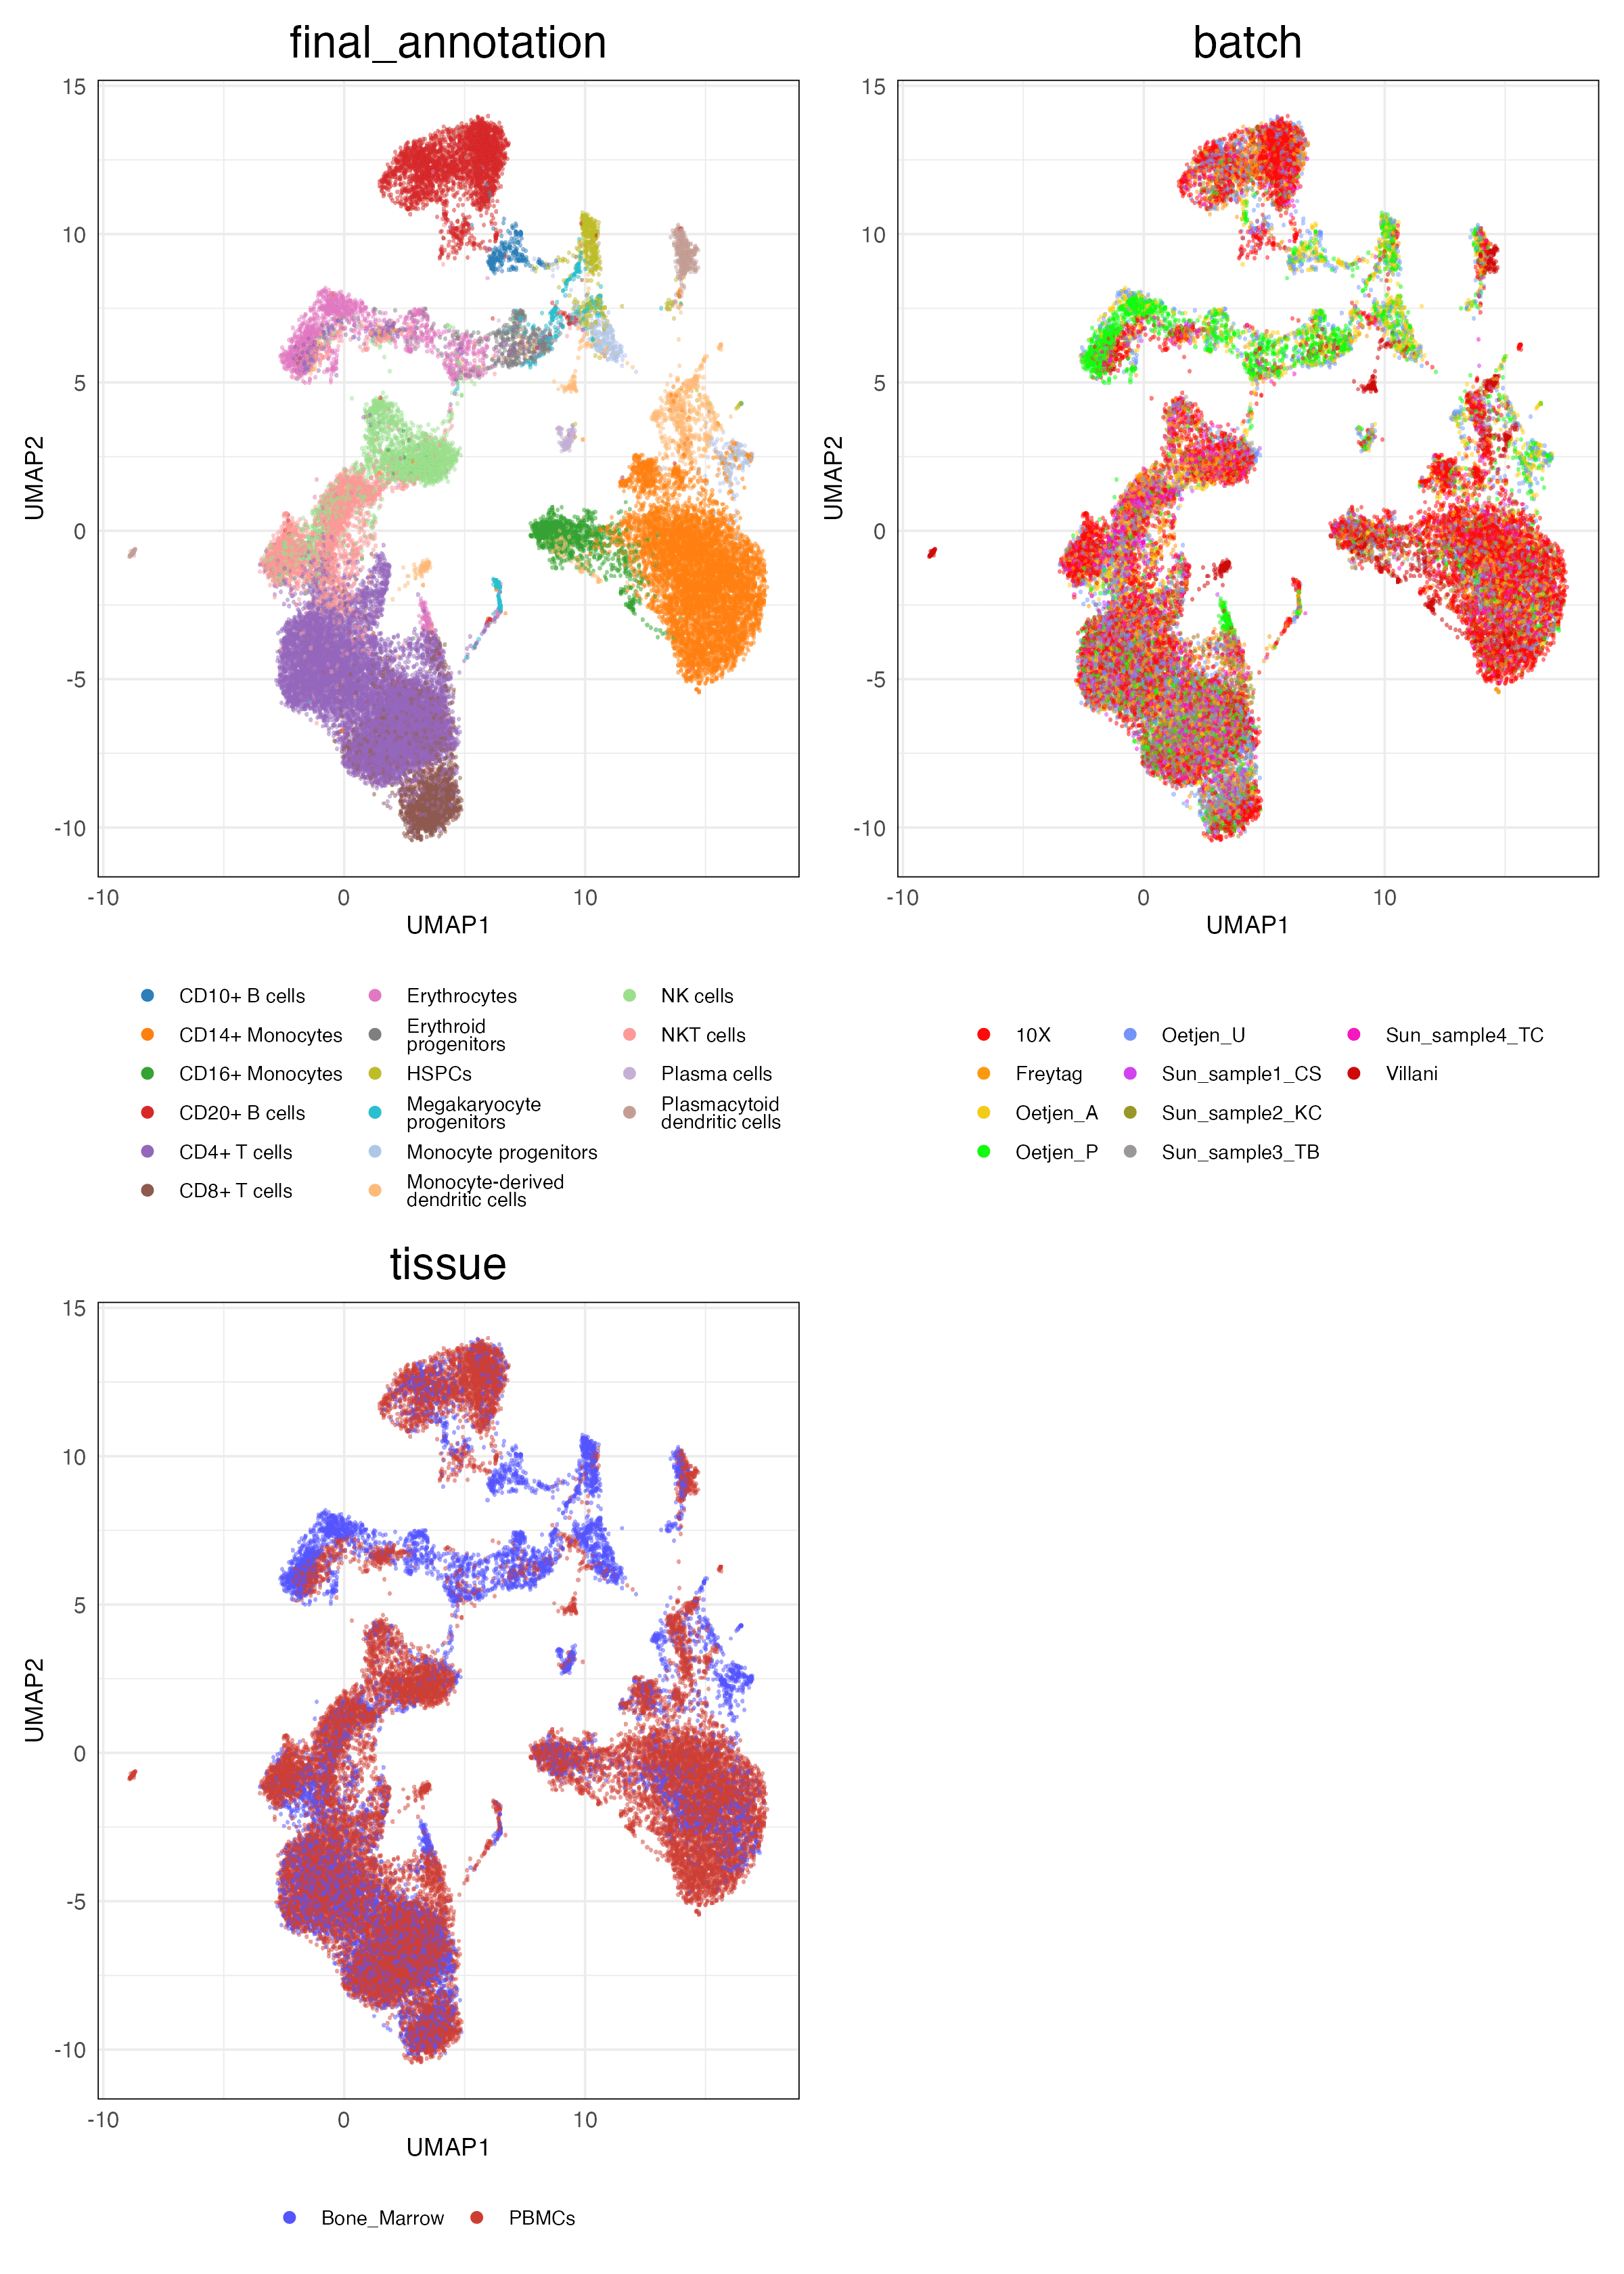 final_annotation
15
10
5
0
-5
-10
UMAP2
-10
0
10
UMAP1
CD10+ B cells
CD14+ Monocytes
CD16+ Monocytes
CD20+ B cells
CD4+ T cells
CD8+ T cells
Erythrocytes
Erythroid
progenitors
HSPCs
Megakaryocyte
progenitors
Monocyte progenitors
Monocyte-derived
dendritic cells
NK cells
NKT cells
Plasma cells
Plasmacytoid
dendritic cells
batch
15
10
5
0
-5
-10
UMAP2
-10
0
10
UMAP1
10X
Freytag
Oetjen_A
Oetjen_P
Oetjen_U
Sun_sample1_CS
Sun_sample2_KC
Sun_sample3_TB
Sun_sample4_TC
Villani
tissue
15
10
5
0
-5
-10
UMAP2
-10
0
10
UMAP1
Bone_Marrow
PBMCs